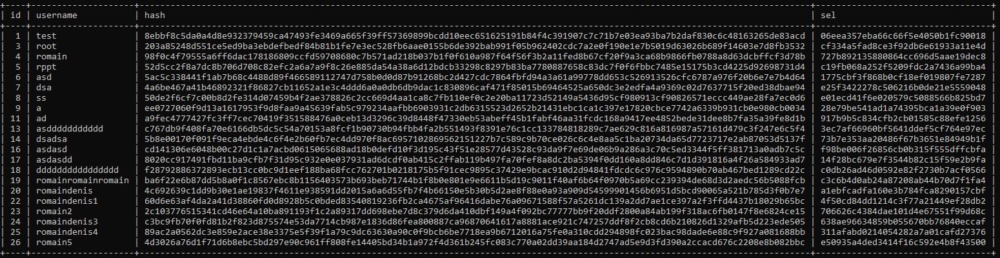 | id | username | hash | sel |
| 1 | test | 8ebbf8c5da0a4d8e932379459ca47493fe3469a665f39ff57369899bcdd10eec651625191b84f4c391907c7c71b7e03ea93ba7b2daf830c6c48163265de83acd | 06eea357eba66c66f5e4050b1fc90018 |
| 3 | root | 203a85248d551ce5ed9ba3ebdefbedf84b81b1fe7e3ec528fb6aae0155b6de392bab991f05b962402cdc7a2e0f190e1e7b5019d63026b689f14603e7d8fb3532 | cf334a5fad8ce3f92db6e61933a11e4d |
| 4 | romain | 98f0c4f79555a6ff6dac178186809ccfd59708680c7b571ad218b037b1f0f610a987f64f56f3b2a11fed8b67cf20f9a3ca68b9866fb0788a8d63dcbffcf3d78b | 727b892135880864cc696d5aae19dec8 |
| 5 | rppt | 52d5cc2f8a7dc8b706d708c82efc2a6a7a9f8c26e885da54a38a6d12bdcb33298c8297b83ba7780887658c83dc7f0f6fbbc7485e15175b3cd4225d92698731d4 | c19fb068a252f5209fdc2a7436a99ba4 |
| 6 | asd | 5ac5c338441f1ab7b68c4488d89f466589112747d758b0d0d87b91268bc2d427cdc7864fbfd94a3a61a99778dd653c526913526cfc6787a976f20b6e7e7b4d64 | 1775cbf3f868b0cf18ef019807fe7287 |
| 7 | dsa | 4a6be467a41b46892321f86827cb11652a1e3c4ddd6a0a0db6db9dac1c830896caf471f85015b69464525a650dc3e2edfa4a9369c02d7637715f20ed38dbae94 | e25f3422278c506216b0de21e5559048 |
| 8 | ss | 50de2f6cf7c00b8d2fe314d07459b4f2ae378826c2cc669d4aa1ca8c7fb110ef0c2e20ba11723d52149a5436d95cf980913cf90826571eccc449ae28fa7ec0d6 | e01ecd41f6e020579c5088566b825bd7 |
| 9 | a | ee0727060f9d13a1617953f9d8faa9a45639fab5c979234aafbb6903931c2db6315523d2652b21431ebc1ca1c397e17820cbce7742a6339b931cb0e980cb0034 | 28e79be541ad1a74395bca1a39e0f903 |
| 11 | ad | a9fec4777427fc3ff7cec70419f351588476a0ceb13d3296c39d8448f47330eb53abeff45b1fabf46aa31fcdc168a9417ee4852bede31dee8b7fa35a39fe8d1b | 917b9b5c834cfb2cb01585c88efe1256 |
| 13 | asddddddddddd | c767db9f408fa70e6166db5dc5c54a70153a8fcf1b90730b94fbb4fa2b551493f8391e76c1cc133784818289c7ae629c816a816987a57161d479c3f247e6c5f4 | 3ec7af66960bf5641ddef5cf764e97ec |
| 14 | dsadsa | 5b8e00170f091f9eca4ebde4c6f4e2b60fb7ec4dd970f8ac6957102869562151227b7c589c9b70ce026c6c4e8aa5c1ba20734da65d7723717e2ab87053d5137f | 73b7e353aa20486f67b3651e84949b1f |
| 16 | asdasd | cd141306e6048b00c27d1c1a7acbd0615065688ad18b0defd10f3d195c43f51e28577d43528c93da9f7e69de06b9a286a3c70c5ed3344f5ff381713a0adb7c5c | f98be006f26856cb0b315f555dffcbfa |
| 17 | asdasdd | 8020cc917491fbd11ba9cfb7f31d95c932e0e037931ad6dcdf0ab415c2ffab119b497fa70fef8a8dc2ba5394f0dd160a8dd846c7d1d391816a4f26a584933ad7 | 14f28bc679e7f3544b82c15f59e2b9fa |
| 18 | dddddddddddddddd | f28792886372893ecb13cc0bc9d1eef188ba68fcc762701b0218175b5f91cec9895c37429e9bcac910d2d94841fdcdc6c976c9594890b70ab467bed1289cd22c | c0db26ad46d0592e82f2730b7acf0566 |
| 19 | romainromainromain | ba6f22e6b87dd5b8a0f1c8567ebc8b1156403573b693beb71744b1f8b0e801e9e6611b5d19c9011f40af6b64f0970b5a69cc239394de68d3d2aedc56b5088fcb | c3c6b4d0ab24a87208ab44b70d7f1fa4 |
| 20 | romaindenis | 4c692639c1dd9b30e1ae19837f4611e938591dd2015a6a6d55fb7f4b66150e5b30b5d2ae8f88e0a93a909d54599901456b6951d5bcd90065a521b785d3f0b7e7 | a1ebfcadfa160e3b784fca8290157cbf |
| 22 | romaindenis1 | 60d6e63af4da2a41d38860fd0d8928b5c0bded83540819236fb2ca4675af96416dabe76a09671588f57a5261dc139a2dd7ae1ce397a2f3ffd4437b18029b65bc | 4f50cd84dd1214c3f77a21449ef28db2 |
| 23 | romain2 | 2c103776515341cd46e64a10ba891193f1c2a89317dd698ebe7d8c379d6da410dbf149a4f092bc77777bb9f20ddf2800a84ab199f318ac6fb0147f8e6824ce15 | 706626c4384dae101d4e67551f99d68c |
| 24 | romaindenis3 | c3bc9fb70f0fd81b2f823d875574e53da7714cb987e1836d86fea800887ca96870641617a8881ace921c747257ddf8f2cb8cd6b210826d1329afb5d223ede505 | 638ae96634859b055670bb76840eccaf |
| 25 | romaindenis4 | 89ac2a0562dc3e859e2ace38e3375e5f39f1a79c9dc63630a90c0f9bcb6be7718ea9b6712016a75fe0a310cdd294898fc023bac98dade6e88c9f927a081688bb | 311afabd0214054282a7a01cafd27376 |
| 26 | romain5 | 4d3026a76d1f71d6b8ebc5bd297e90c961ff808fe14405bd34b1a972f4d361b245fc083c770a02dd39aa184d2747ad5e9d3fd390a2ccacd676c2208e8b082bbc | e50935a4ded3414f16c592e4b8f43500 |